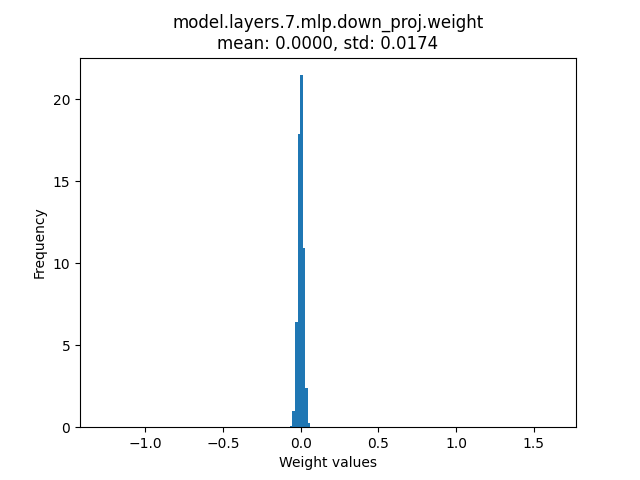 model.layers.7.mlp.down_proj.weight
mean: 0.0000, std: 0.0174
Frequency
20
15
10
5
0
−1.0 −0.5 0.0 0.5 1.0 1.5
Weight values